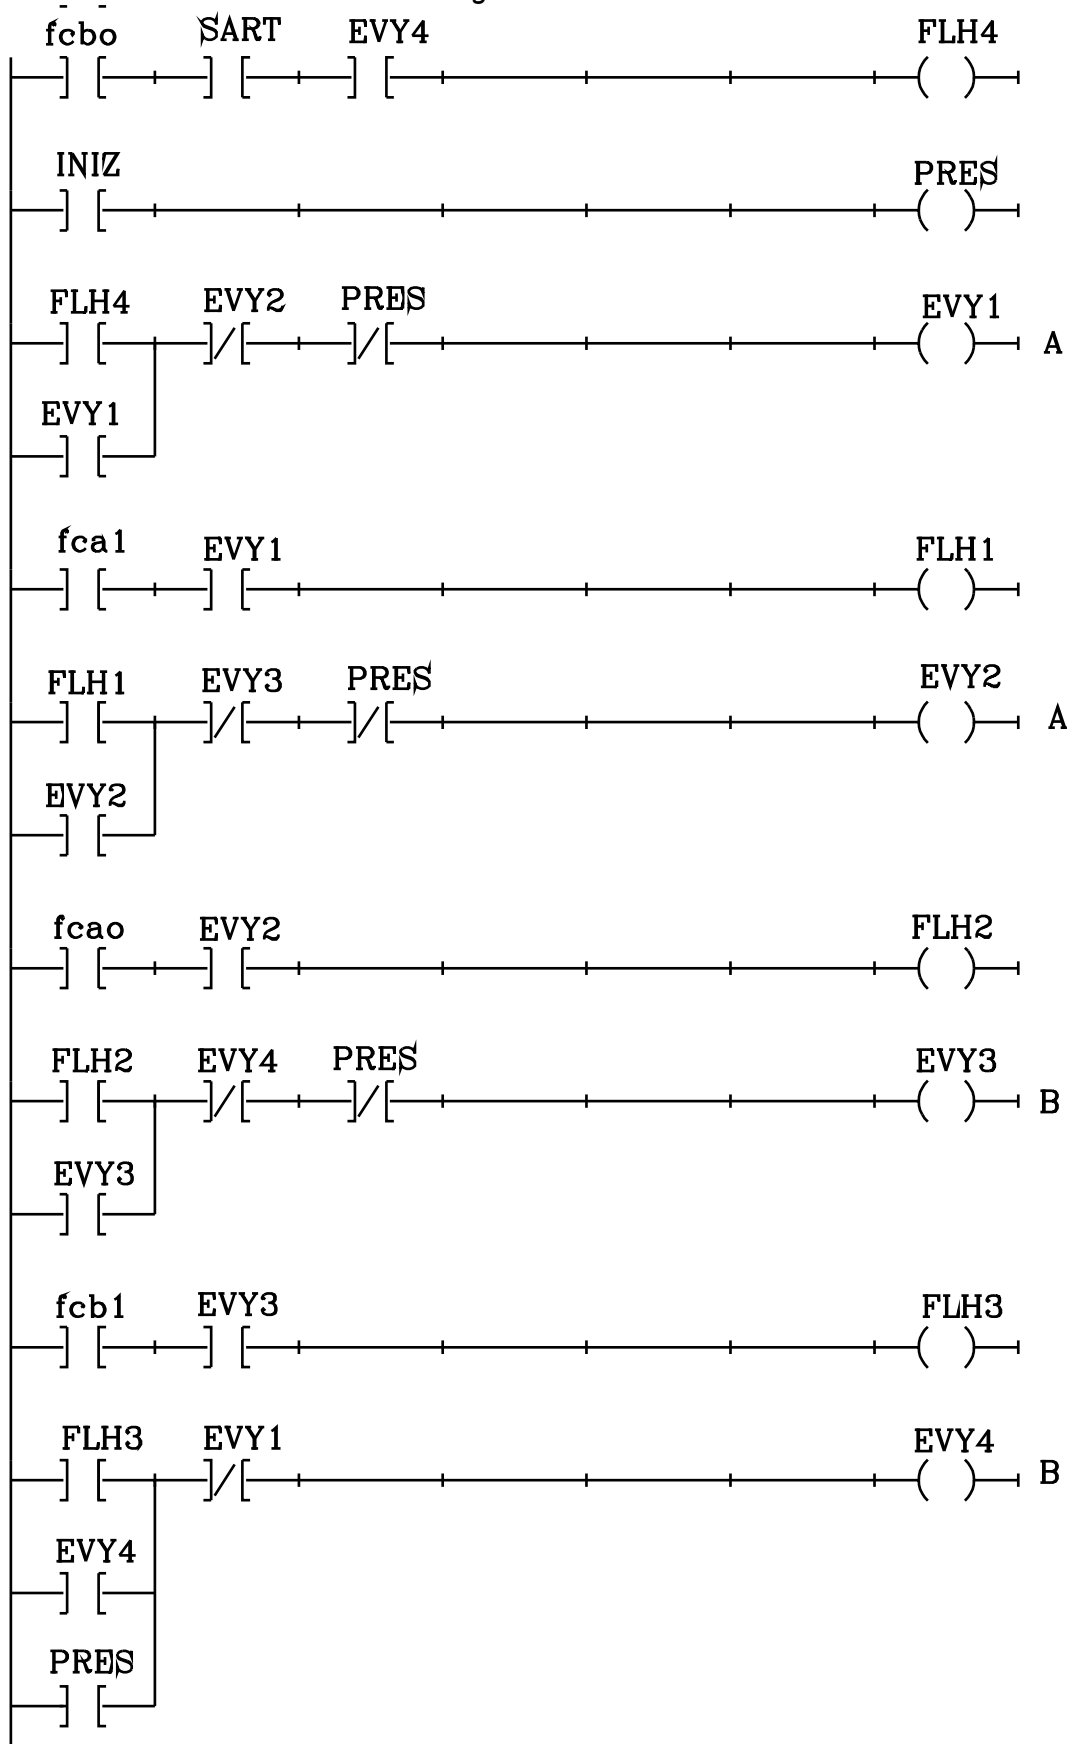 fcbo SART EVY4 FLH4
INIZ PRES
FLH4 EVY2 PRES EVY1 A
EVY1
fca1 EVY1 FLH1
FLH1 EVY3 PRES EVY2 A
EVY2
fcao EVY2 FLH2
FLH2 EVY4 PRES EVY3 B
EVY3
fcb1 EVY3 FLH3
FLH3 EVY1 EVY4 B
EVY4
PRES